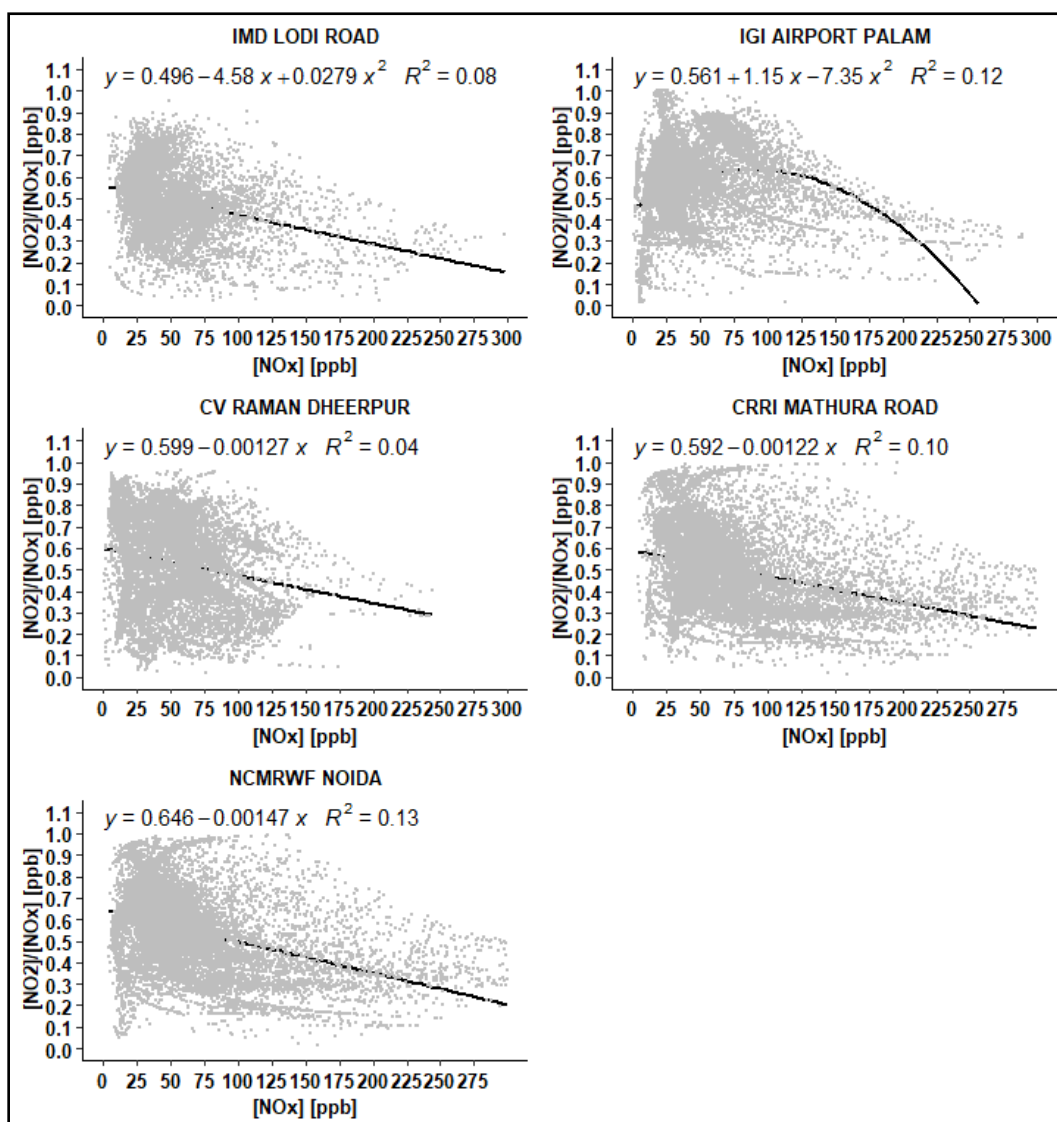 IMD LODI ROAD
y = 0.496 − 4.58 x + 0.0279 x² R² = 0.08
[NO2]/[NOx] [ppb]
1.1
1.0
0.9
0.8
0.7
0.6
0.5
0.4
0.3
0.2
0.1
0.0
0 25 50 75 100 125 150 175 200 225 250 275 300
[NOx] [ppb]
IGI AIRPORT PALAM
y = 0.561 + 1.15 x − 7.35 x² R² = 0.12
[NO2]/[NOx] [ppb]
1.1
1.0
0.9
0.8
0.7
0.6
0.5
0.4
0.3
0.2
0.1
0.0
0 25 50 75 100 125 150 175 200 225 250 275 300
[NOx] [ppb]
CV RAMAN DHEERPUR
y = 0.599 − 0.00127 x R² = 0.04
[NO2]/[NOx] [ppb]
1.1
1.0
0.9
0.8
0.7
0.6
0.5
0.4
0.3
0.2
0.1
0.0
0 25 50 75 100 125 150 175 200 225 250 275 300
[NOx] [ppb]
CRRI MATHURA ROAD
y = 0.592 − 0.00122 x R² = 0.10
[NO2]/[NOx] [ppb]
1.1
1.0
0.9
0.8
0.7
0.6
0.5
0.4
0.3
0.2
0.1
0.0
0 25 50 75 100 125 150 175 200 225 250 275
[NOx] [ppb]
NCMRWF NOIDA
y = 0.646 − 0.00147 x R² = 0.13
[NO2]/[NOx] [ppb]
1.1
1.0
0.9
0.8
0.7
0.6
0.5
0.4
0.3
0.2
0.1
0.0
0 25 50 75 100 125 150 175 200 225 250 275
[NOx] [ppb]